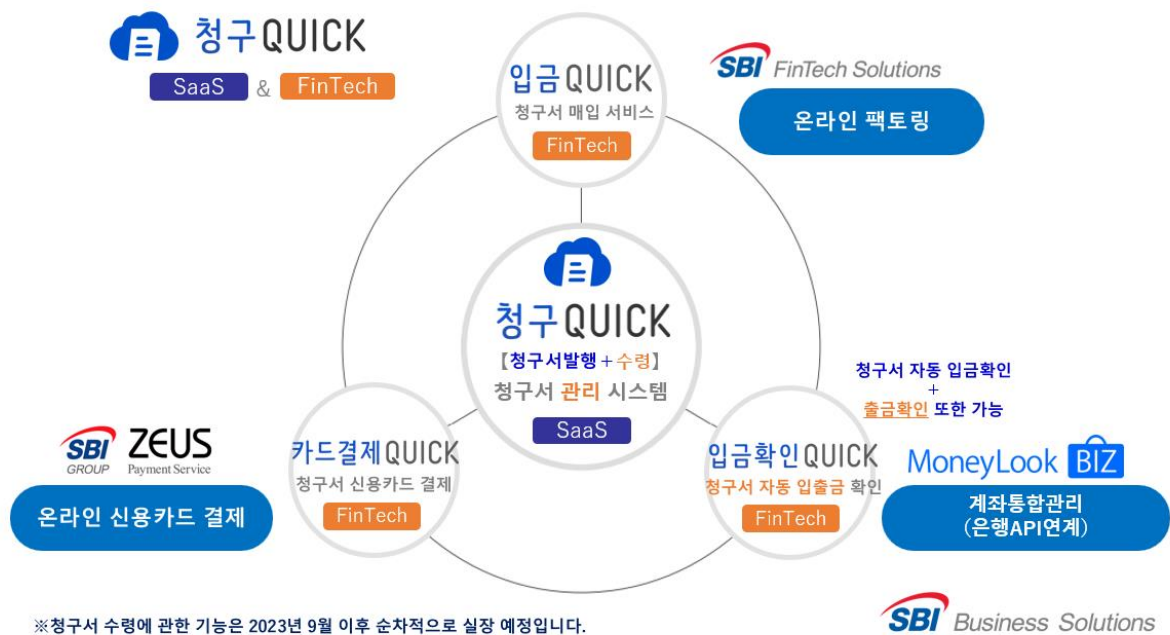 청구QUICK
SaaS & FinTech
입금QUICK
청구서 매입 서비스
FinTech
SBI FinTech Solutions
온라인 팩토링
청구QUICK
【청구서발행+수령】
청구서 관리 시스템
SaaS
청구서 자동 입금확인
+
출금확인 또한 가능
SBI GROUP ZEUS Payment Service
온라인 신용카드 결제
카드결제QUICK
청구서 신용카드 결제
FinTech
입금확인QUICK
청구서 자동 입출금 확인
FinTech
MoneyLook BIZ
계좌통합관리
(은행API연계)
※청구서 수령에 관한 기능은 2023년 9월 이후 순차적으로 실장 예정입니다.
SBI Business Solutions